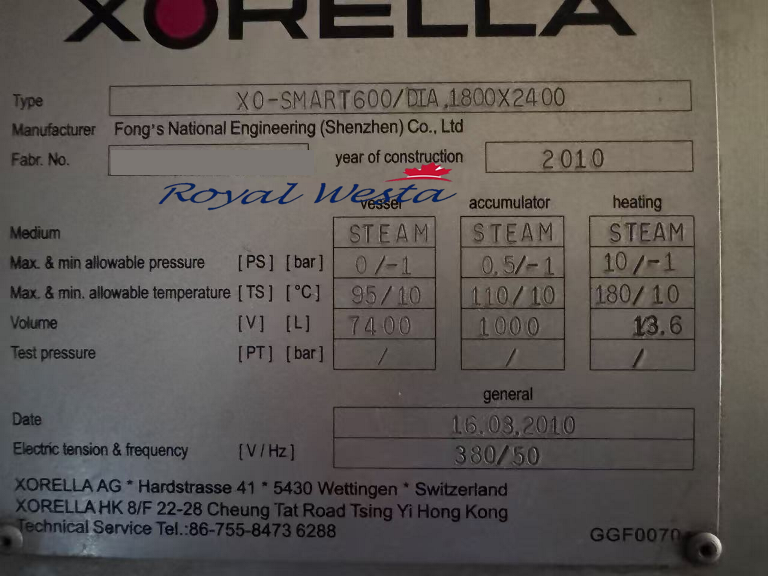 XORELLA
Type XO-SMART600/DIA.1800X2400
Manufacturer Fong's National Engineering (Shenzhen) Co., Ltd
Fabr. No. year of construction 2010
Royal Westa
vessel accumulator heating
Medium STEAM STEAM STEAM
Max. & min allowable pressure [PS] [bar] 0/-1 0,5/-1 10/-1
Max. & min. allowable temperature [TS] [°C] 95/10 110/10 180/10
Volume [V] [L] 7400 1000 13.6
Test pressure [PT] [bar] / / /
general
Date 16.03.2010
Electric tension & frequency [V/Hz] 380/50
XORELLA AG * Hardstrasse 41 * 5430 Wettingen * Switzerland
XORELLA HK 8/F 22-28 Cheung Tat Road Tsing Yi Hong Kong
Technical Service Tel.:86-755-8473 6288
GGF0070